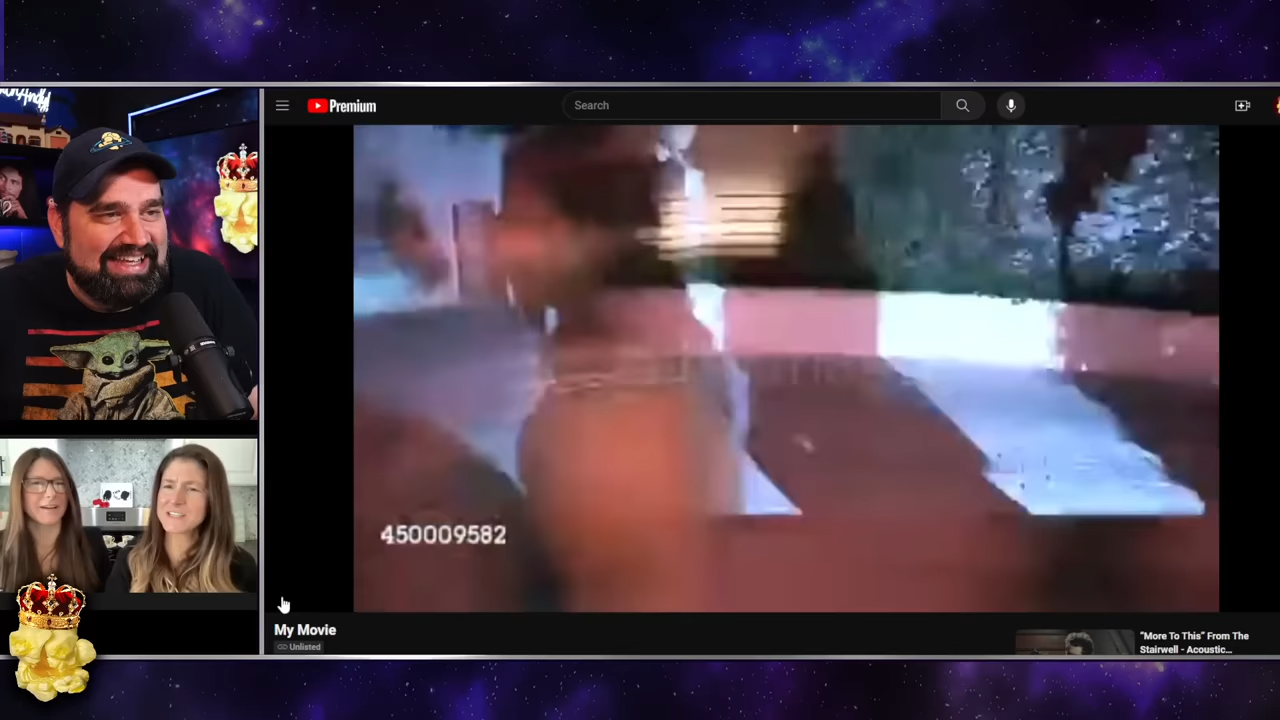 Premium
Search
450009582
My Movie
Unlisted
"More To This" From The
Stairwell - Acoustic...